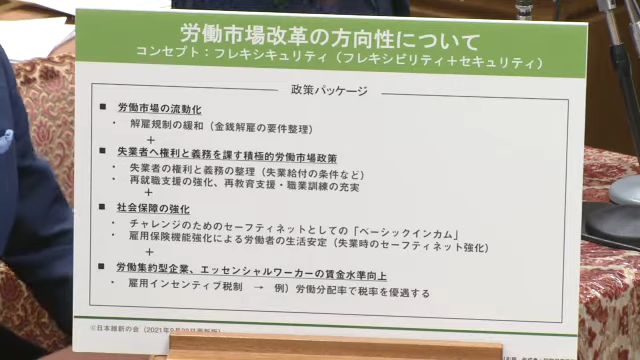 労働市場改革の方向性について
コンセプト：フレキシキュリティ（フレキシビリティ＋セキュリティ）
政策パッケージ
■ 労働市場の流動化
・ 解雇規制の緩和（金銭解雇の要件整理）
＋
■ 失業者へ権利と義務を課す積極的労働市場政策
・ 失業者の権利と義務の整理（失業給付の条件など）
・ 再就職支援の強化、再教育支援・職業訓練の充実
＋
■ 社会保障の強化
・ チャレンジのためのセーフティネットとしての「ベーシックインカム」
・ 雇用保険機能強化による労働者の生活安定（失業時のセーフティネット強化）
＋
■ 労働集約型企業、エッセンシャルワーカーの賃金水準向上
・ 雇用インセンティブ税制 → 例）労働分配率で税率を優遇する
©日本維新の会（2021年9月